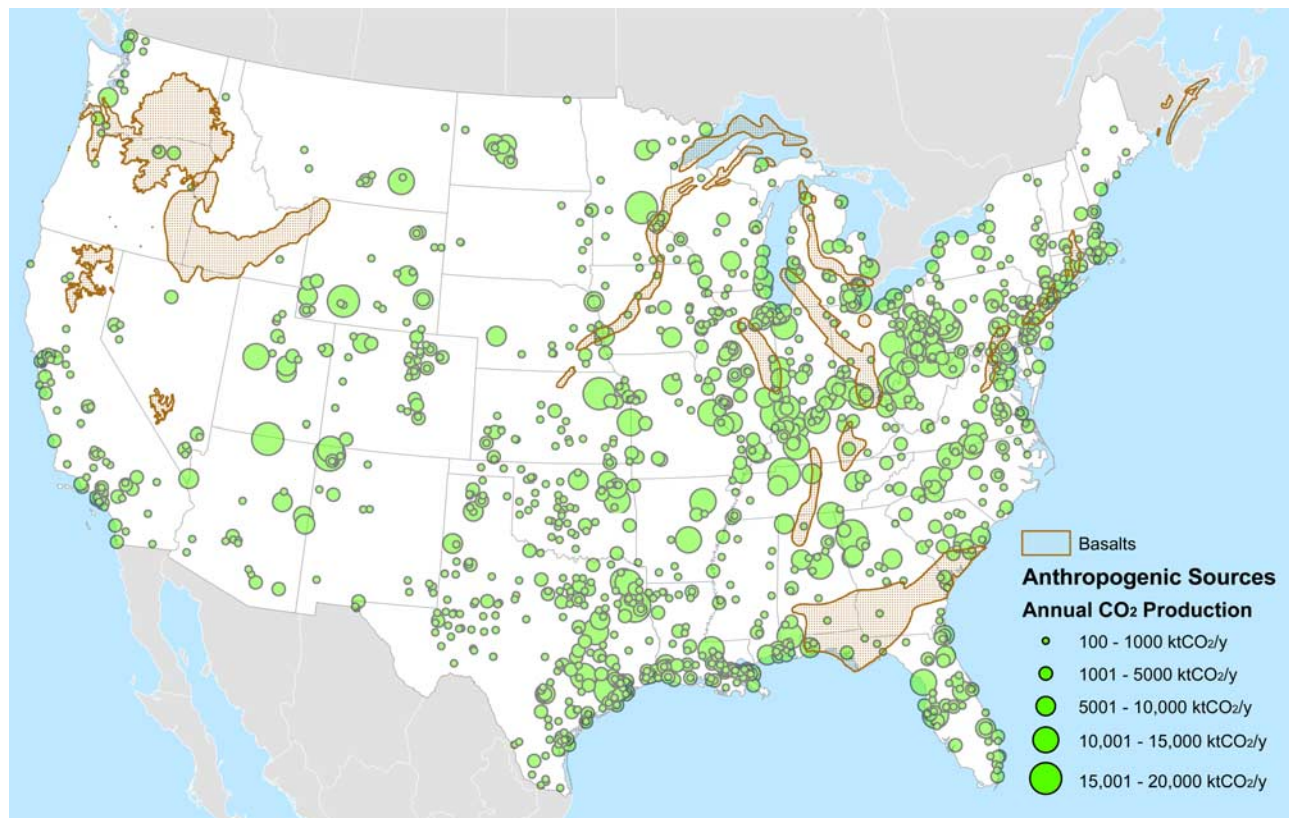 Basalts
Anthropogenic Sources
Annual CO₂ Production
100 - 1000 ktCO₂/y
1001 - 5000 ktCO₂/y
5001 - 10,000 ktCO₂/y
10,001 - 15,000 ktCO₂/y
15,001 - 20,000 ktCO₂/y